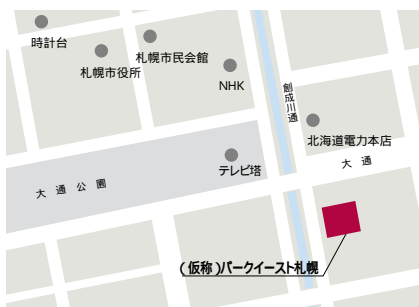 時計台
札幌市役所
札幌市民会館
NHK
創成川通
北海道電力本店
大通
テレビ塔
大通公園
(仮称)パークイースト札幌